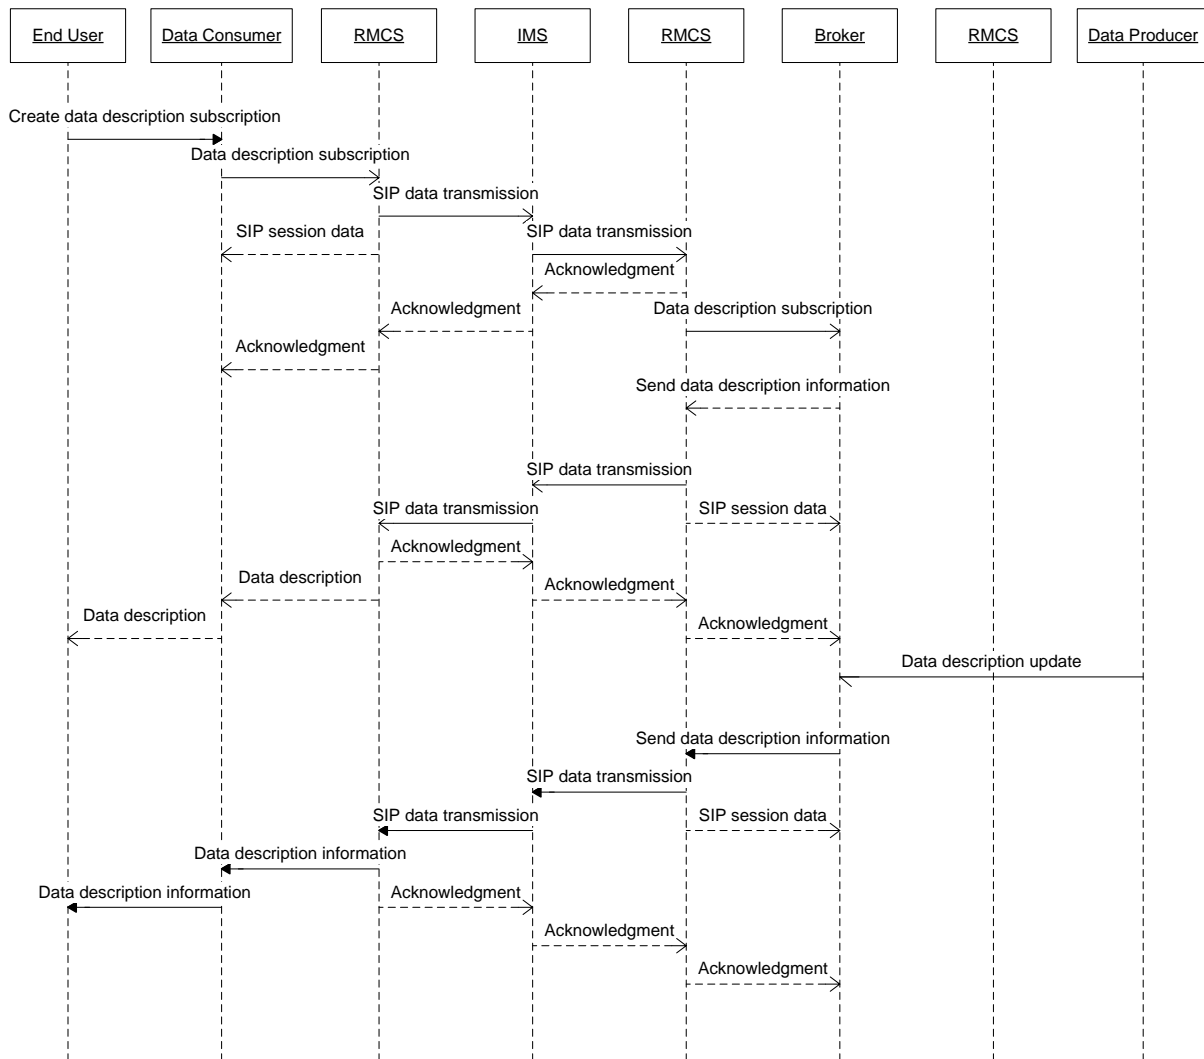 End User
Data Consumer
RMCS
IMS
RMCS
Broker
RMCS
Data Producer
Create data description subscription
Data description subscription
SIP data transmission
SIP session data
SIP data transmission
Acknowledgment
Acknowledgment
Data description subscription
Acknowledgment
Send data description information
SIP data transmission
SIP data transmission
SIP session data
Acknowledgment
Data description
Acknowledgment
Data description
Acknowledgment
Data description update
Send data description information
SIP data transmission
SIP data transmission
SIP session data
Data description information
Data description information
Acknowledgment
Acknowledgment
Acknowledgment